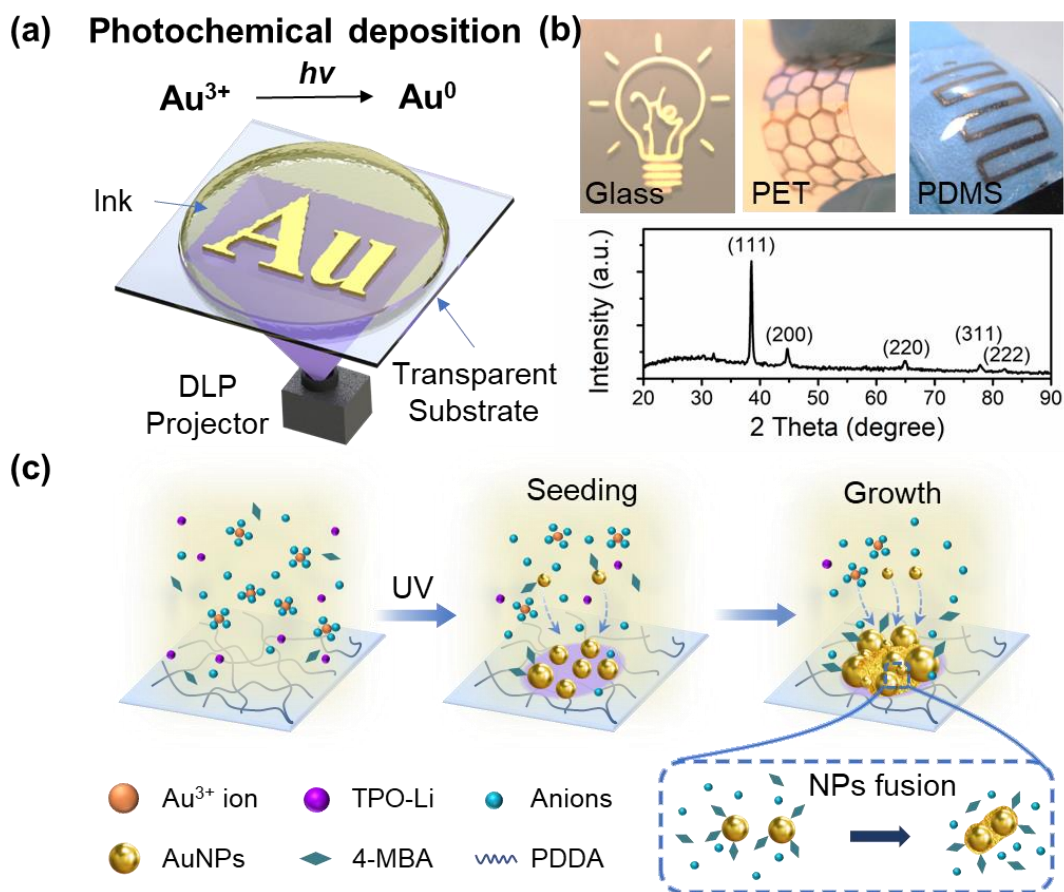 (a) Photochemical deposition
hv
Au³⁺ Au⁰
Ink
Au
DLP
Projector
Transparent
Substrate
(b)
Glass
PET
PDMS
Intensity (a.u.)
(111)
(200)
(220)
(311)
(222)
20 30 40 50 60 70 80 90
2 Theta (degree)
(c)
UV
Seeding
Growth
NPs fusion
Au³⁺ ion
TPO-Li
Anions
AuNPs
4-MBA
PDDA